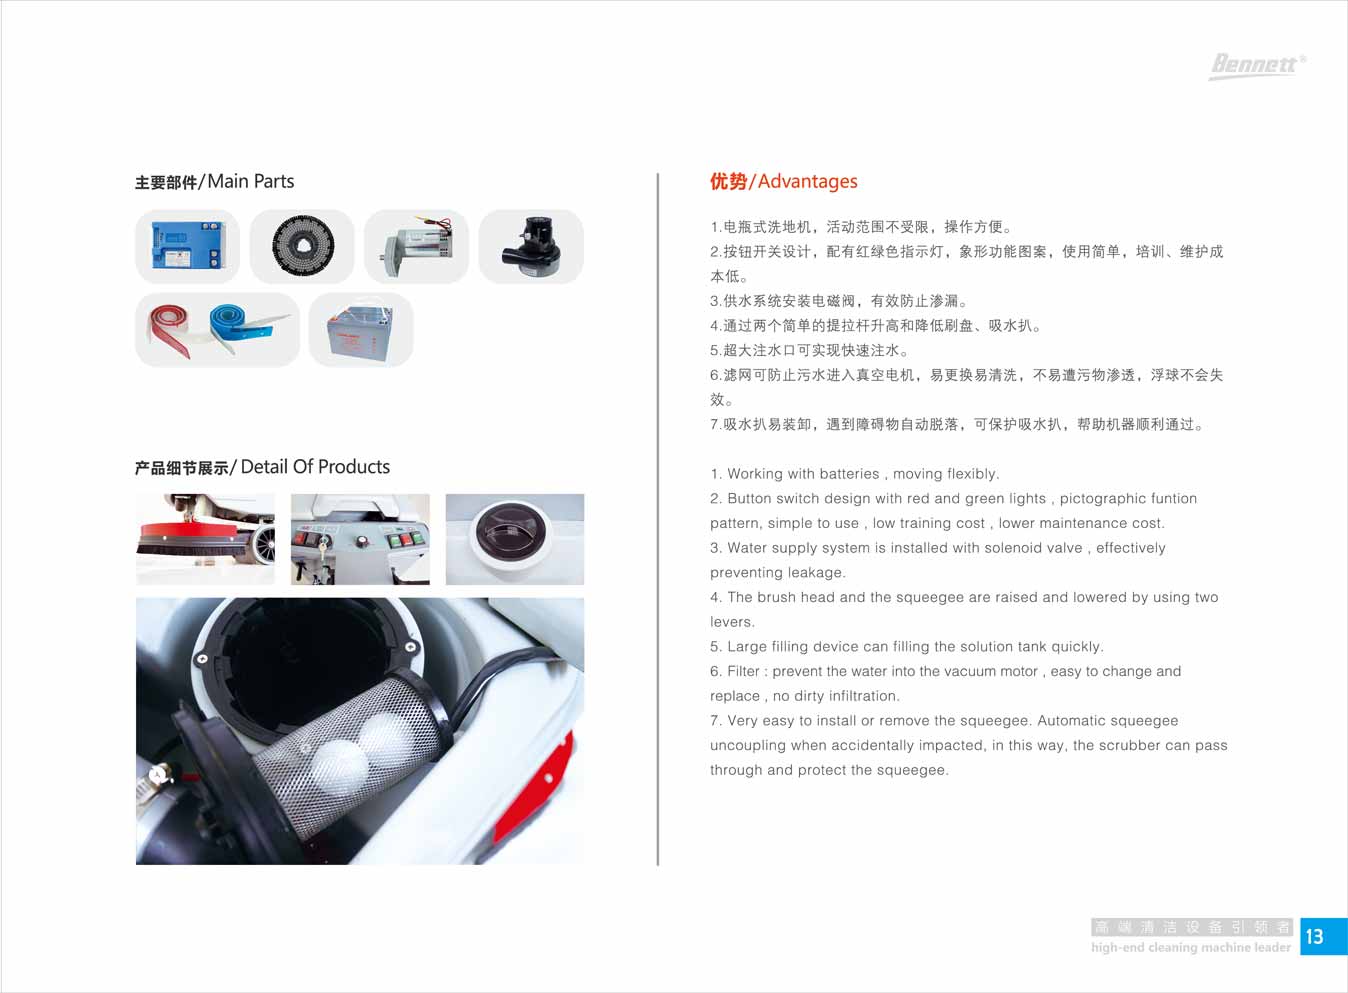 Bennett®
主要部件/Main Parts
产品细节展示/ Detail Of Products
优势/Advantages
1.电瓶式洗地机，活动范围不受限，操作方便。
2.按钮开关设计，配有红绿色指示灯，象形功能图案，使用简单，培训、维护成
本低。
3.供水系统安装电磁阀，有效防止渗漏。
4.通过两个简单的提拉杆升高和降低刷盘、吸水扒。
5.超大注水口可实现快速注水。
6.滤网可防止污水进入真空电机，易更换易清洗，不易遭污物渗透，浮球不会失
效。
7.吸水扒易装卸，遇到障碍物自动脱落，可保护吸水扒，帮助机器顺利通过。
1. Working with batteries , moving flexibly.
2. Button switch design with red and green lights , pictographic funtion
pattern, simple to use , low training cost , lower maintenance cost.
3. Water supply system is installed with solenoid valve , effectively
preventing leakage.
4. The brush head and the squeegee are raised and lowered by using two
levers.
5. Large filling device can filling the solution tank quickly.
6. Filter : prevent the water into the vacuum motor , easy to change and
replace , no dirty infiltration.
7. Very easy to install or remove the squeegee. Automatic squeegee
uncoupling when accidentally impacted, in this way, the scrubber can pass
through and protect the squeegee.
高端清洁设备引领者
high-end cleaning machine leader
13